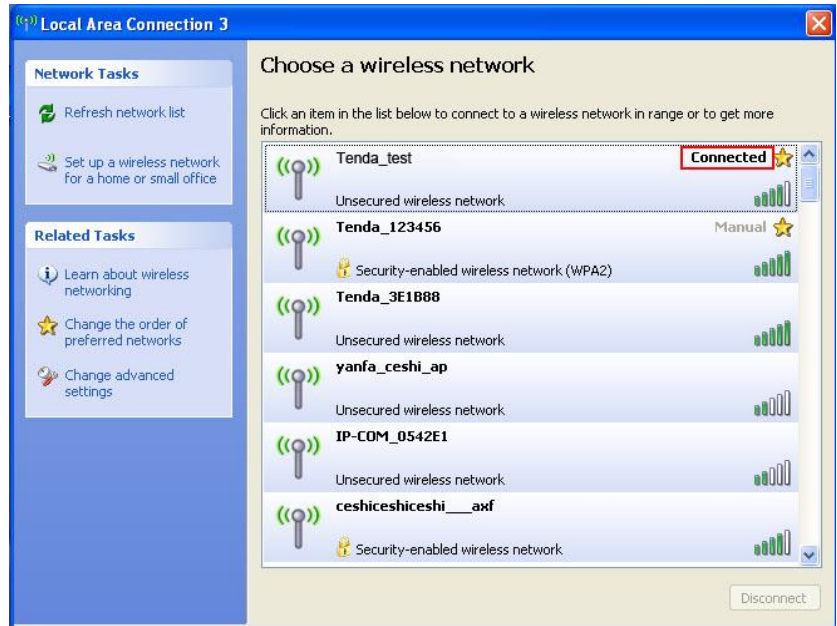 Local Area Connection 3
Network Tasks
Refresh network list
Set up a wireless network
for a home or small office
Related Tasks
Learn about wireless
networking
Change the order of
preferred networks
Change advanced
settings
Choose a wireless network
Click an item in the list below to connect to a wireless network in range or to get more
information.
Tenda_test
Connected
Unsecured wireless network
Tenda_123456
Manual
Security-enabled wireless network (WPA2)
Tenda_3E1B88
Unsecured wireless network
yanfa_ceshi_ap
Unsecured wireless network
IP-COM_0542E1
Unsecured wireless network
ceshiceshiceshi___axf
Security-enabled wireless network
Disconnect